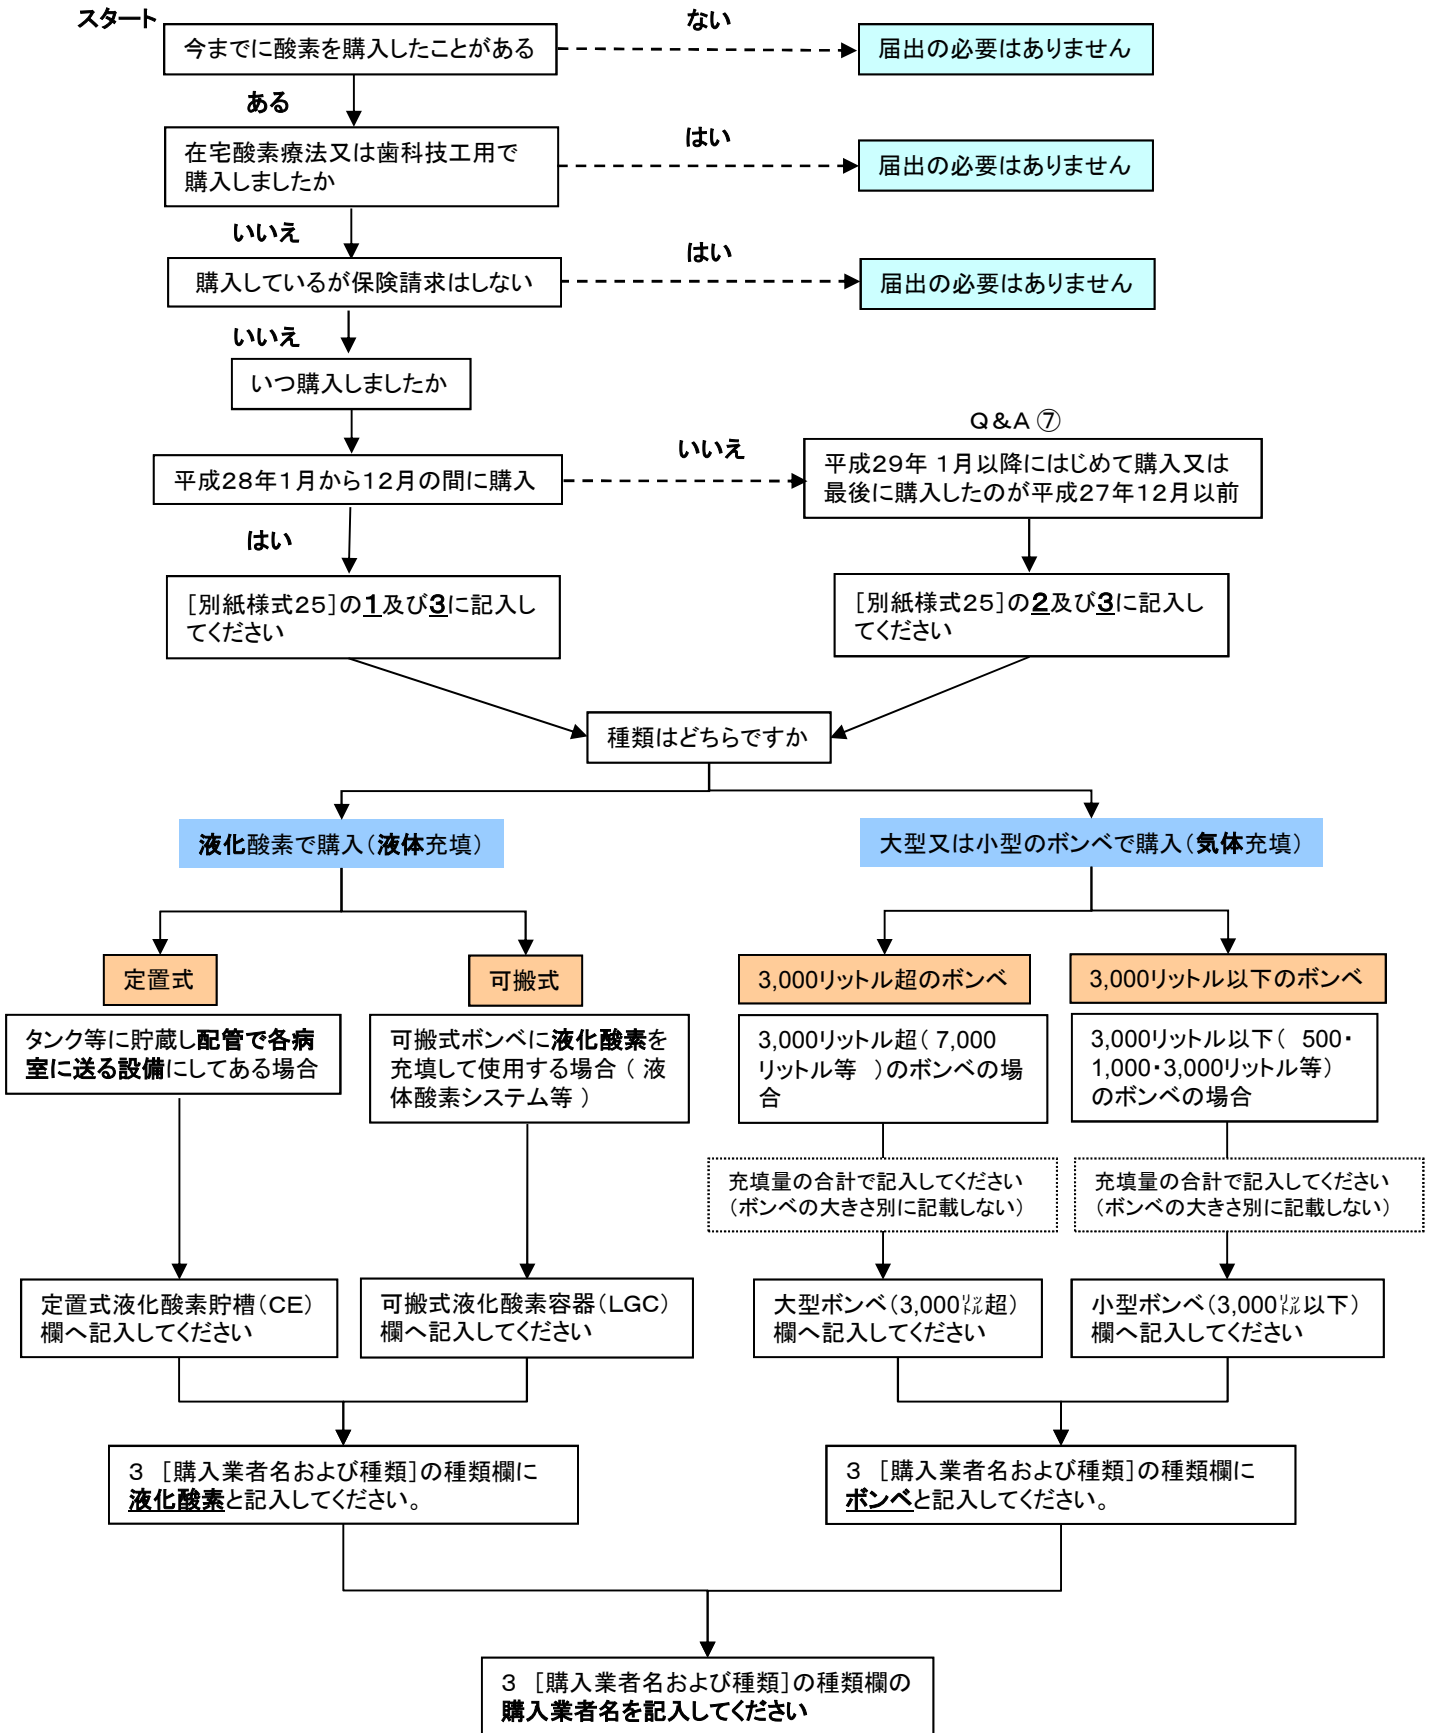 スタート
今までに酸素を購入したことがある
ない
届出の必要はありません
ある
在宅酸素療法又は歯科技工用で
購入しましたか
はい
届出の必要はありません
いいえ
購入しているが保険請求はしない
はい
届出の必要はありません
いいえ
いつ購入しましたか
平成28年1月から12月の間に購入
いいえ
Q&A⑦
平成29年 1月以降にはじめて購入又は
最後に購入したのが平成27年12月以前
はい
[別紙様式25]の1及び3に記入し
てください
[別紙様式25]の2及び3に記入し
てください
種類はどちらですか
液化酸素で購入(液体充填)
大型又は小型のボンベで購入(気体充填)
定置式
可搬式
3,000リットル超のボンベ
3,000リットル以下のボンベ
タンク等に貯蔵し配管で各病
室に送る設備にしてある場合
可搬式ボンベに液化酸素を
充填して使用する場合( 液
体酸素システム等 )
3,000リットル超( 7,000
リットル等 )のボンベの場
合
3,000リットル以下( 500・
1,000・3,000リットル等)
のボンベの場合
充填量の合計で記入してください
(ボンベの大きさ別に記載しない)
充填量の合計で記入してください
(ボンベの大きさ別に記載しない)
定置式液化酸素貯槽(CE)
欄へ記入してください
可搬式液化酸素容器(LGC)
欄へ記入してください
大型ボンベ(3,000㍑超)
欄へ記入してください
小型ボンベ(3,000㍑以下)
欄へ記入してください
3 [購入業者名および種類]の種類欄に
液化酸素と記入してください。
3 [購入業者名および種類]の種類欄に
ボンベと記入してください。
3 [購入業者名および種類]の種類欄の
購入業者名を記入してください